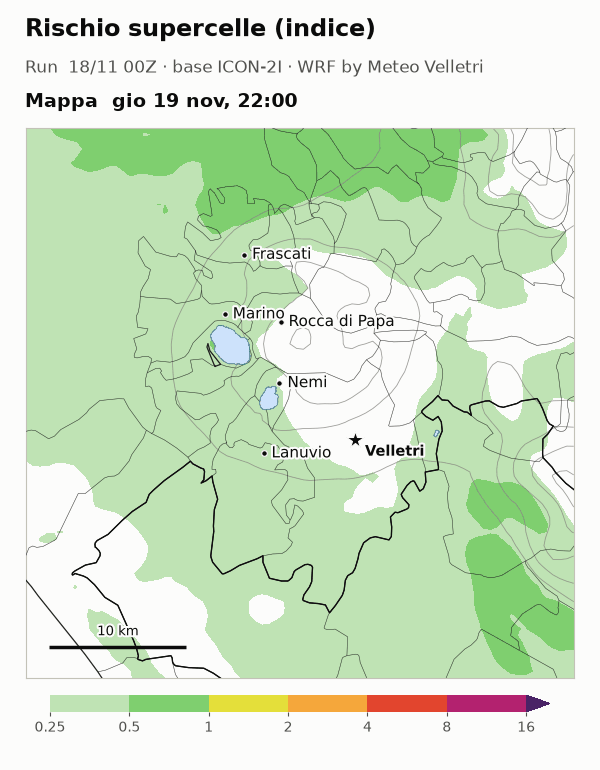 Rischio supercelle (indice)
Run  18/11 00Z · base ICON-2I · WRF by Meteo Velletri
Mappa  gio 19 nov, 22:00
Frascati
Marino
Rocca di Papa
Nemi
Velletri
Lanuvio
10 km
0.25 0.5 1 2 4 8 16